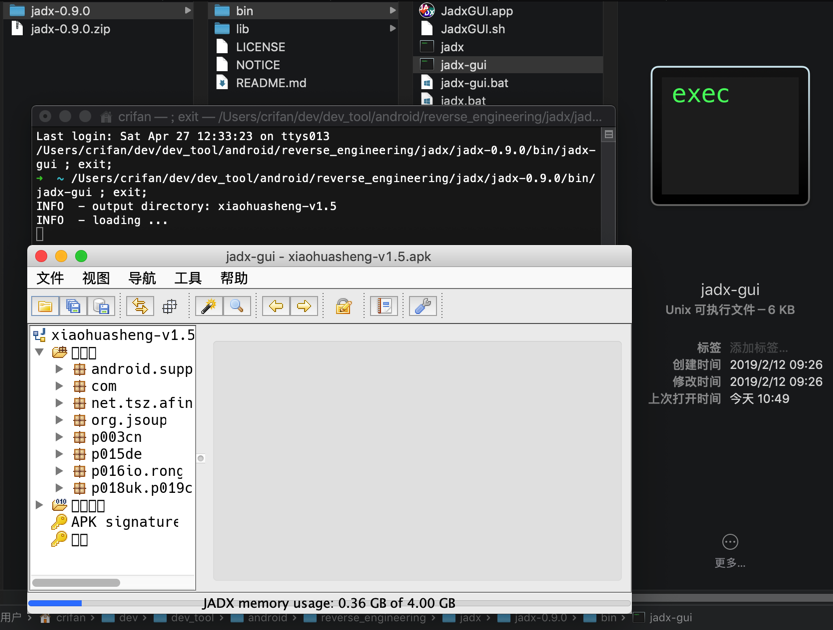 jadx-0.9.0
jadx-0.9.0.zip
bin
lib
LICENSE
NOTICE
README.md
JadxGUI.app
JadxGUI.sh
jadx
jadx-gui
jadx-gui.bat
jadx.bat
exec
crifan — ; exit — /Users/crifan/dev/dev_tool/android/reverse_engineering/jadx/jad...
Last login: Sat Apr 27 12:33:23 on ttys013
/Users/crifan/dev/dev_tool/android/reverse_engineering/jadx/jadx-0.9.0/bin/jadx-
gui ; exit;
➜ ~ /Users/crifan/dev/dev_tool/android/reverse_engineering/jadx/jadx-0.9.0/bin/
jadx-gui ; exit;
INFO - output directory: xiaohuasheng-v1.5
INFO - loading ...
jadx-gui - xiaohuasheng-v1.5.apk
文件 视图 导航 工具 帮助
xiaohuasheng-v1.5
android.supp
com
net.tsz.afin
org.jsoup
p003cn
p015de
p016io.rong
p018uk.p019c
APK signature
JADX memory usage: 0.36 GB of 4.00 GB
jadx-gui
Unix 可执行文件 – 6 KB
标签 添加标签...
创建时间 2019/2/12 09:26
修改时间 2019/2/12 09:26
上次打开时间 今天 10:49
更多...
用户 › crifan › dev › dev_tool › android › reverse_engineering › jadx › jadx-0.9.0 › bin › jadx-gui